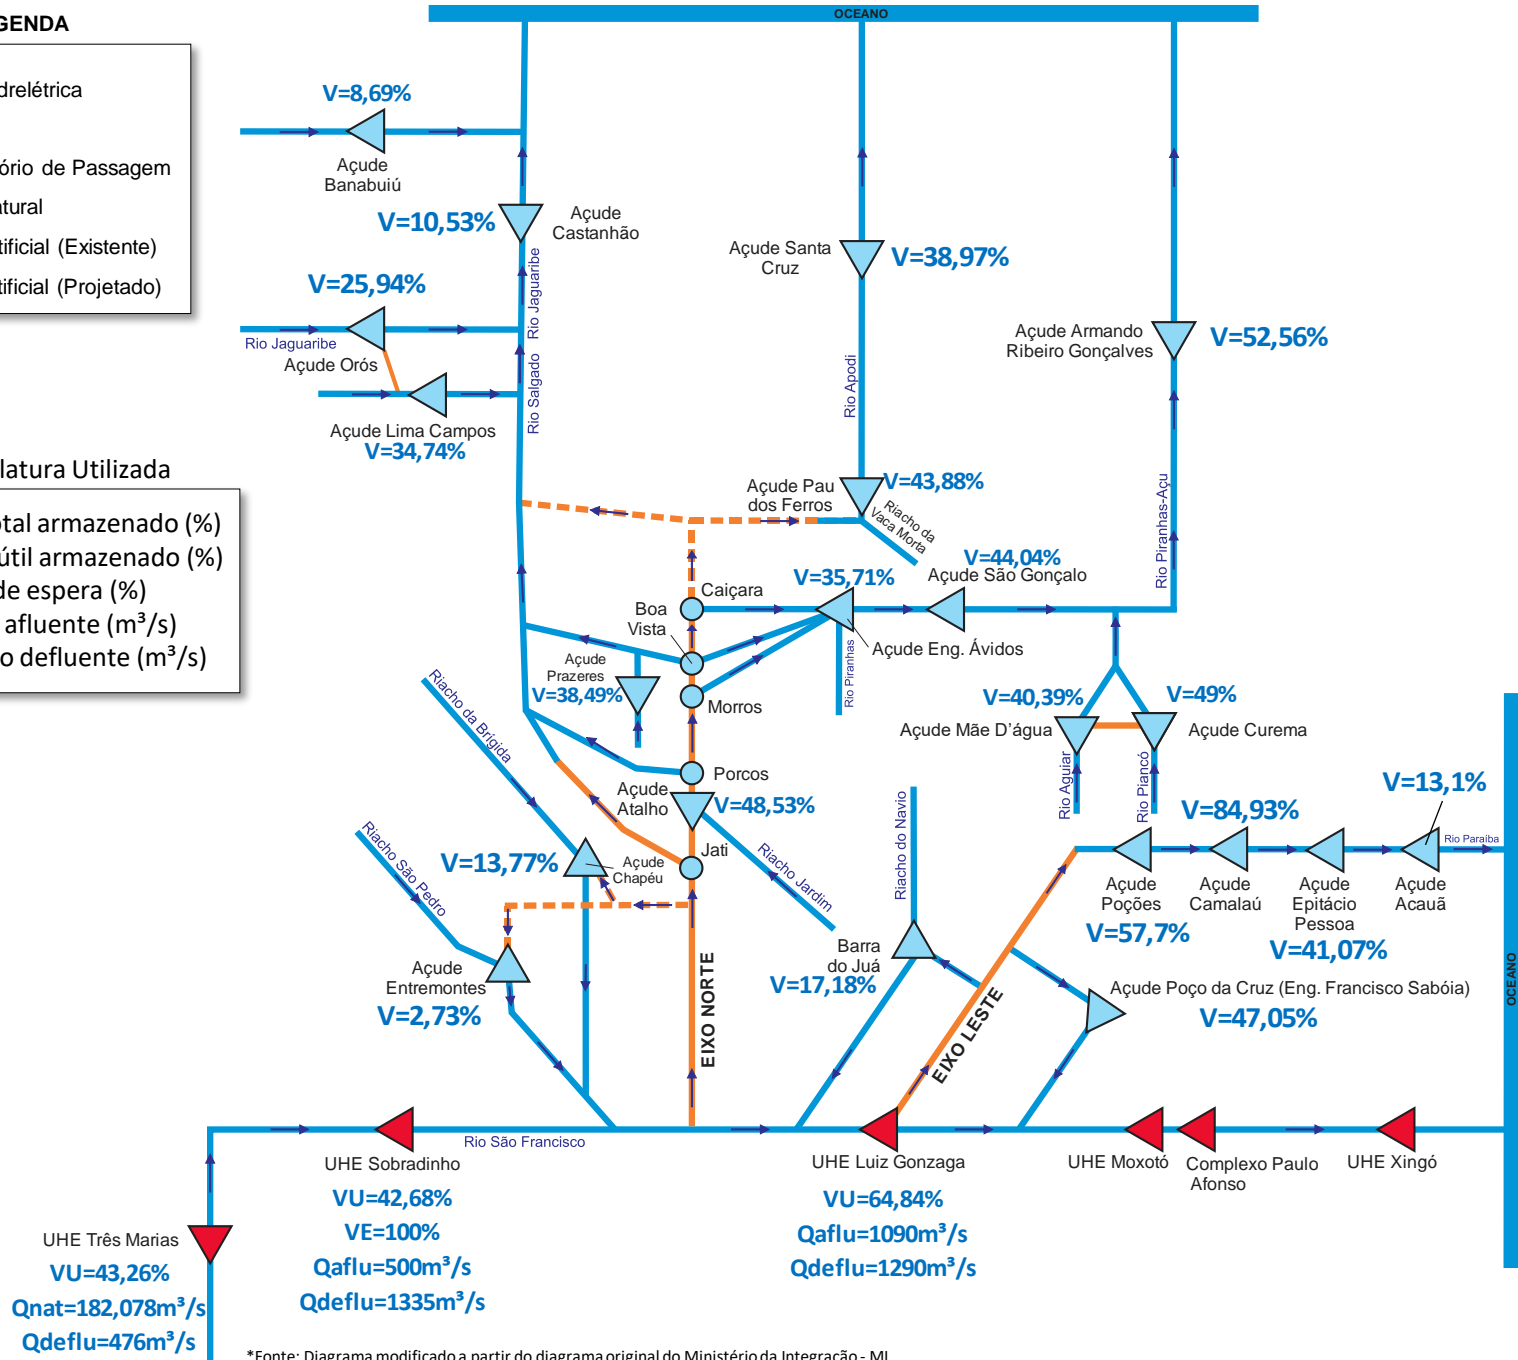 OCEANO
GENDA
drelétrica
ório de Passagem
atural
tificial (Existente)
tificial (Projetado)
V=8,69%
Açude
Banabuiú
V=10,53%
Açude
Castanhão
V=25,94%
Rio Jaguaribe
Rio Jaguaribe
Açude Orós
Rio Salgado
Açude Lima Campos
V=34,74%
Açude Santa
Cruz
V=38,97%
Rio Apodi
Açude Armando
Ribeiro Gonçalves
V=52,56%
Rio Piranhas-Açu
latura Utilizada
otal armazenado (%)
útil armazenado (%)
de espera (%)
afluente (m³/s)
o defluente (m³/s)
Açude Pau
dos Ferros
V=43,88%
Riacho da
Vaca Morta
V=44,04%
Açude São Gonçalo
V=35,71%
Caiçara
Boa
Vista
Açude Eng. Ávidos
Rio Piranhas
Açude
Prazeres
V=38,49%
Morros
Riacho da Brígida
V=40,39%
V=49%
Açude Mãe D'água
Açude Curema
Rio Aguiar
Rio Piancó
Porcos
Açude
Atalho
V=48,53%
V=13,1%
V=84,93%
Rio Paraíba
Riacho São Pedro
V=13,77%
Açude
Chapéu
Jati
Riacho Jardim
Riacho do Navio
Açude
Poções
V=57,7%
Açude
Camalaú
Açude
Epitácio
Pessoa
V=41,07%
Açude
Acauã
Açude
Entremontes
V=2,73%
EIXO NORTE
Barra
do Juá
V=17,18%
EIXO LESTE
Açude Poço da Cruz (Eng. Francisco Sabóia)
V=47,05%
OCEANO
Rio São Francisco
UHE Sobradinho
VU=42,68%
VE=100%
Qaflu=500m³/s
Qdeflu=1335m³/s
UHE Luiz Gonzaga
VU=64,84%
Qaflu=1090m³/s
Qdeflu=1290m³/s
UHE Moxotó
Complexo Paulo
Afonso
UHE Xingó
UHE Três Marias
VU=43,26%
Qnat=182,078m³/s
Qdeflu=476m³/s
*Fonte: Diagrama modificado a partir do diagrama original do Ministério da Integração - MI